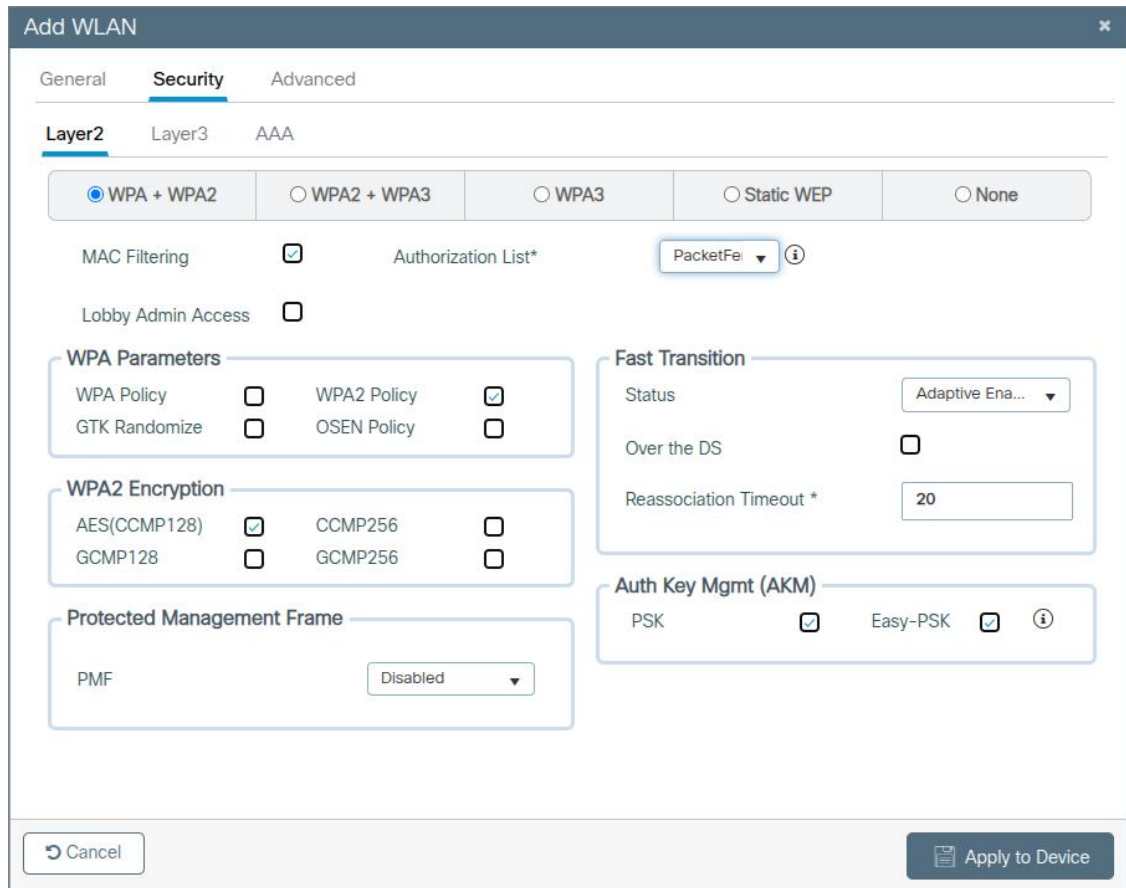 Add WLAN
General Security Advanced
Layer2 Layer3 AAA
WPA + WPA2 WPA2 + WPA3 WPA3 Static WEP None
MAC Filtering Authorization List* PacketFe
Lobby Admin Access
WPA Parameters
WPA Policy WPA2 Policy
GTK Randomize OSEN Policy
WPA2 Encryption
AES(CCMP128) CCMP256
GCMP128 GCMP256
Protected Management Frame
PMF Disabled
Fast Transition
Status Adaptive Ena...
Over the DS
Reassociation Timeout * 20
Auth Key Mgmt (AKM)
PSK Easy-PSK
Cancel Apply to Device